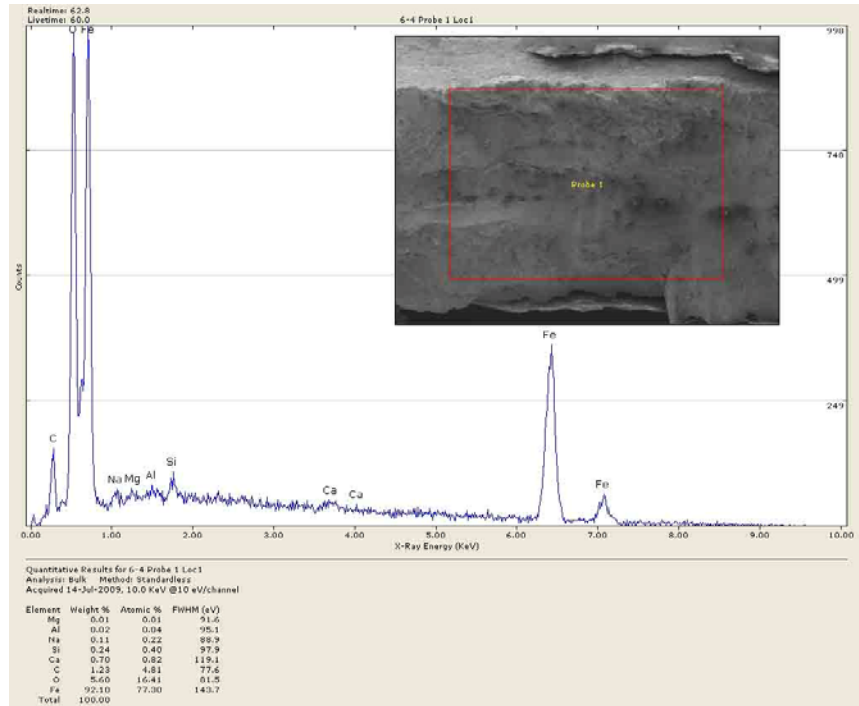 Realtime: 62.8
Livetime: 60.0
6-4 Probe 1 Loc1
O Fe
998
748
499
249
Counts
Probe 1
C
Na Mg Al Si
Ca
Ca
Fe
Fe
0.00 1.00 2.00 3.00 4.00 5.00 6.00 7.00 8.00 9.00 10.00
X-Ray Energy (KeV)
Quantitative Results for 6-4 Probe 1 Loc1
Analysis: Bulk Method: Standardless
Acquired 14-Jul-2009, 10.0 KeV @10 eV/channel
Element Weight % Atomic % FWHM (eV)
Mg 0.01 0.01 91.6
Al 0.02 0.04 95.1
Na 0.11 0.22 88.9
Si 0.24 0.40 97.9
Ca 0.70 0.82 119.1
C 1.23 4.81 77.6
O 5.60 16.41 81.5
Fe 92.10 77.30 143.7
Total 100.00